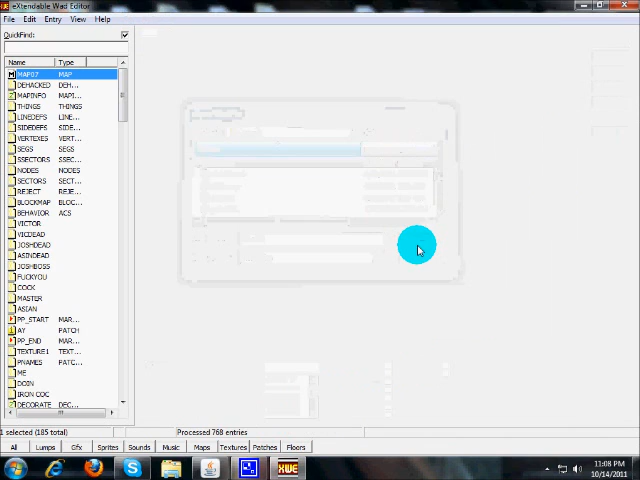 eXtendable Wad Editor
File Edit Entry View Help
QuickFind:
Name Type
MAP07 MAP
DEHACKED DEH...
MAPINFO MAPI...
THINGS THINGS
LINEDEFS LINE...
SIDEDEFS SIDE...
VERTEXES VERT...
SEGS SEGS
SSECTORS SSEC...
NODES NODES
SECTORS SECT...
REJECT REJE...
BLOCKMAP BLOC...
BEHAVIOR ACS
VICTOR
VICDEAD
JOSHDEAD
ASINDEAD
JOSHBOSS
FUCKYOU
COCK
MASTER
ASIAN
PP_START MAR...
AY PATCH
PP_END MAR...
TEXTURE1 TEXT...
PNAMES PATC...
ME
DOIN
IRON COC
DECORATE DEC...
1 selected (185 total) Processed 768 entries
All Lumps Gfx Sprites Sounds Music Maps Textures Patches Floors
XWE
11:08 PM
10/14/2011